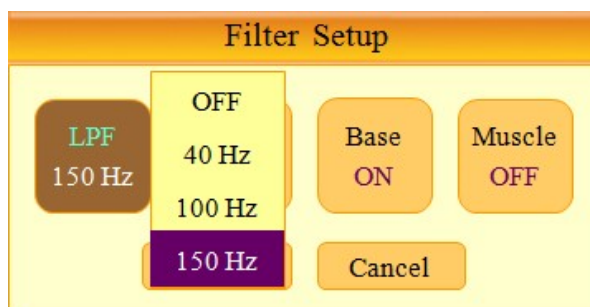 Filter Setup
LPF
150 Hz
OFF
40 Hz
100 Hz
150 Hz
Base
ON
Muscle
OFF
Cancel